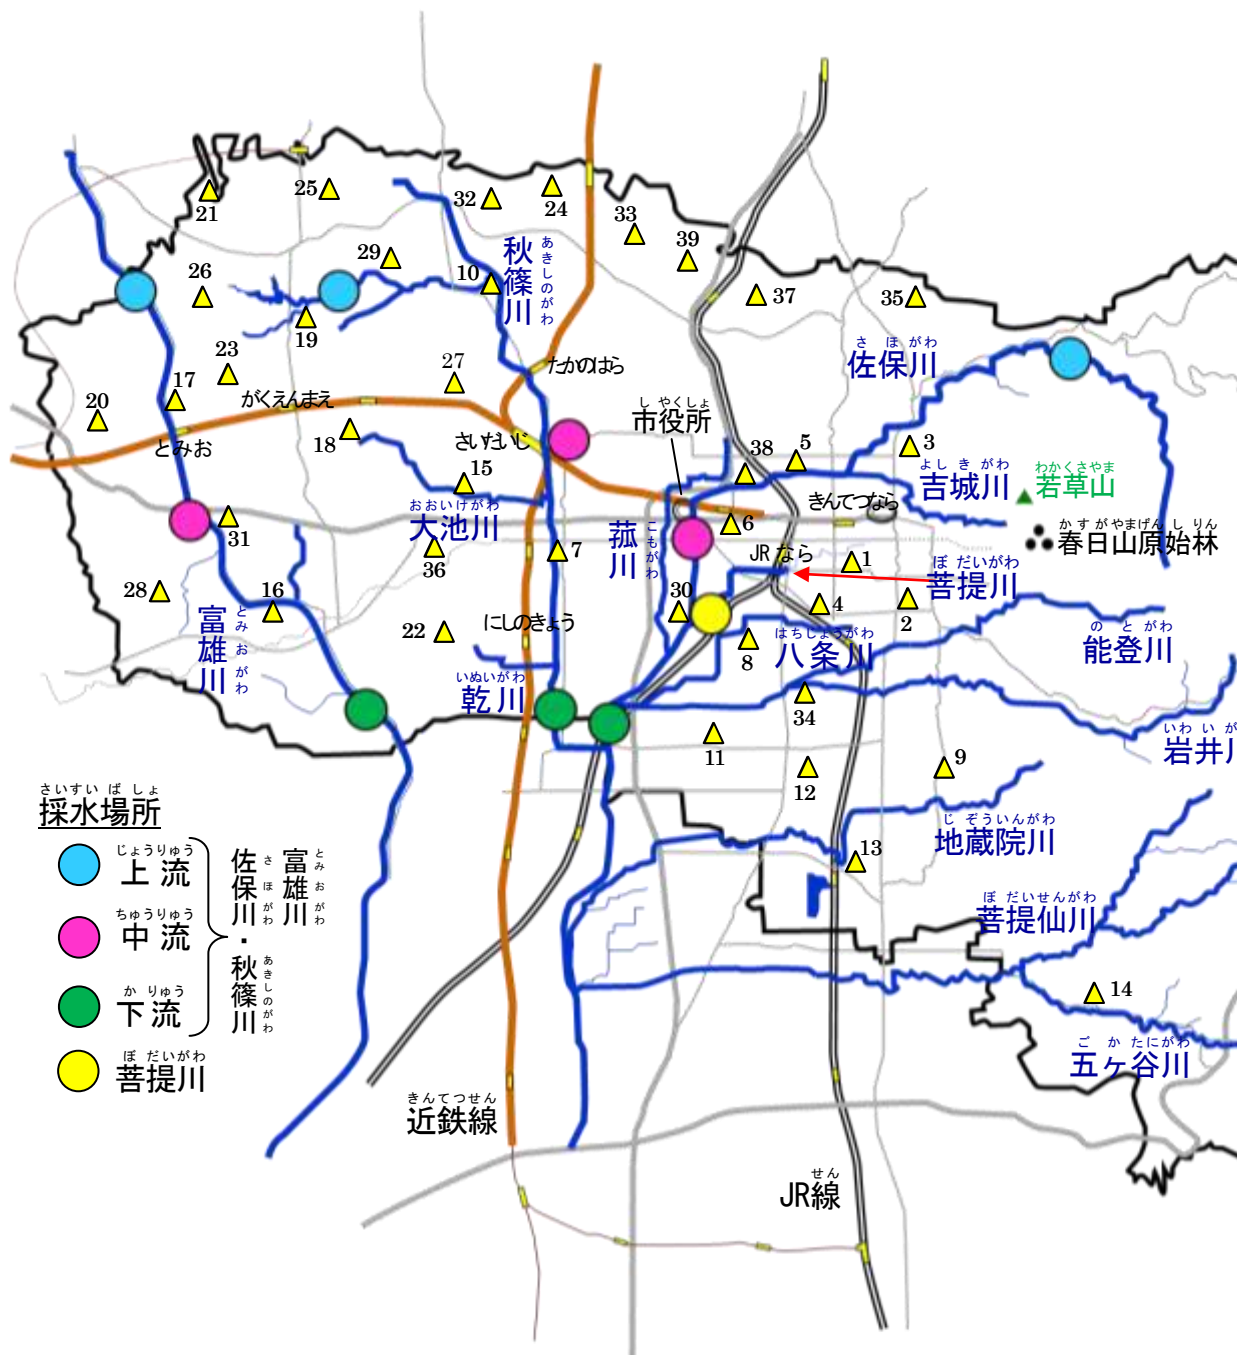 25
21
32
24
33
39
29
10
26
37
35
あきしのがわ
秋篠川
19
さほがわ
佐保川
たかのはら
23
27
17
がくえんまえ
20
しやくしょ
市役所
とみお
18
さいだいじ
38
5
3
15
よしきがわ
吉城川
わかくさやま
若草山
おおいけがわ
大池川
31
きんてつなら
6
かすがやまげんしりん
春日山原始林
36
7
こもがわ
菰川
JRなら
1
ぼだいがわ
菩提川
28
16
30
4
2
とみおがわ
富雄川
22
にしのきょう
8
はちじょうがわ
八条川
のとがわ
能登川
いぬいがわ
乾川
34
11
12
9
いわいが
岩井川
さいすいばしょ
採水場所
じぞういんがわ
地蔵院川
13
じょうりゅう
上流
ちゅうりゅう
中流
かりゅう
下流
とみおがわ
富雄川
さほがわ
佐保川・
あきしのがわ
秋篠川
ぼだいがわ
菩提川
ぼだいせんがわ
菩提仙川
14
ごかたにがわ
五ヶ谷川
きんてつせん
近鉄線
せん
JR線